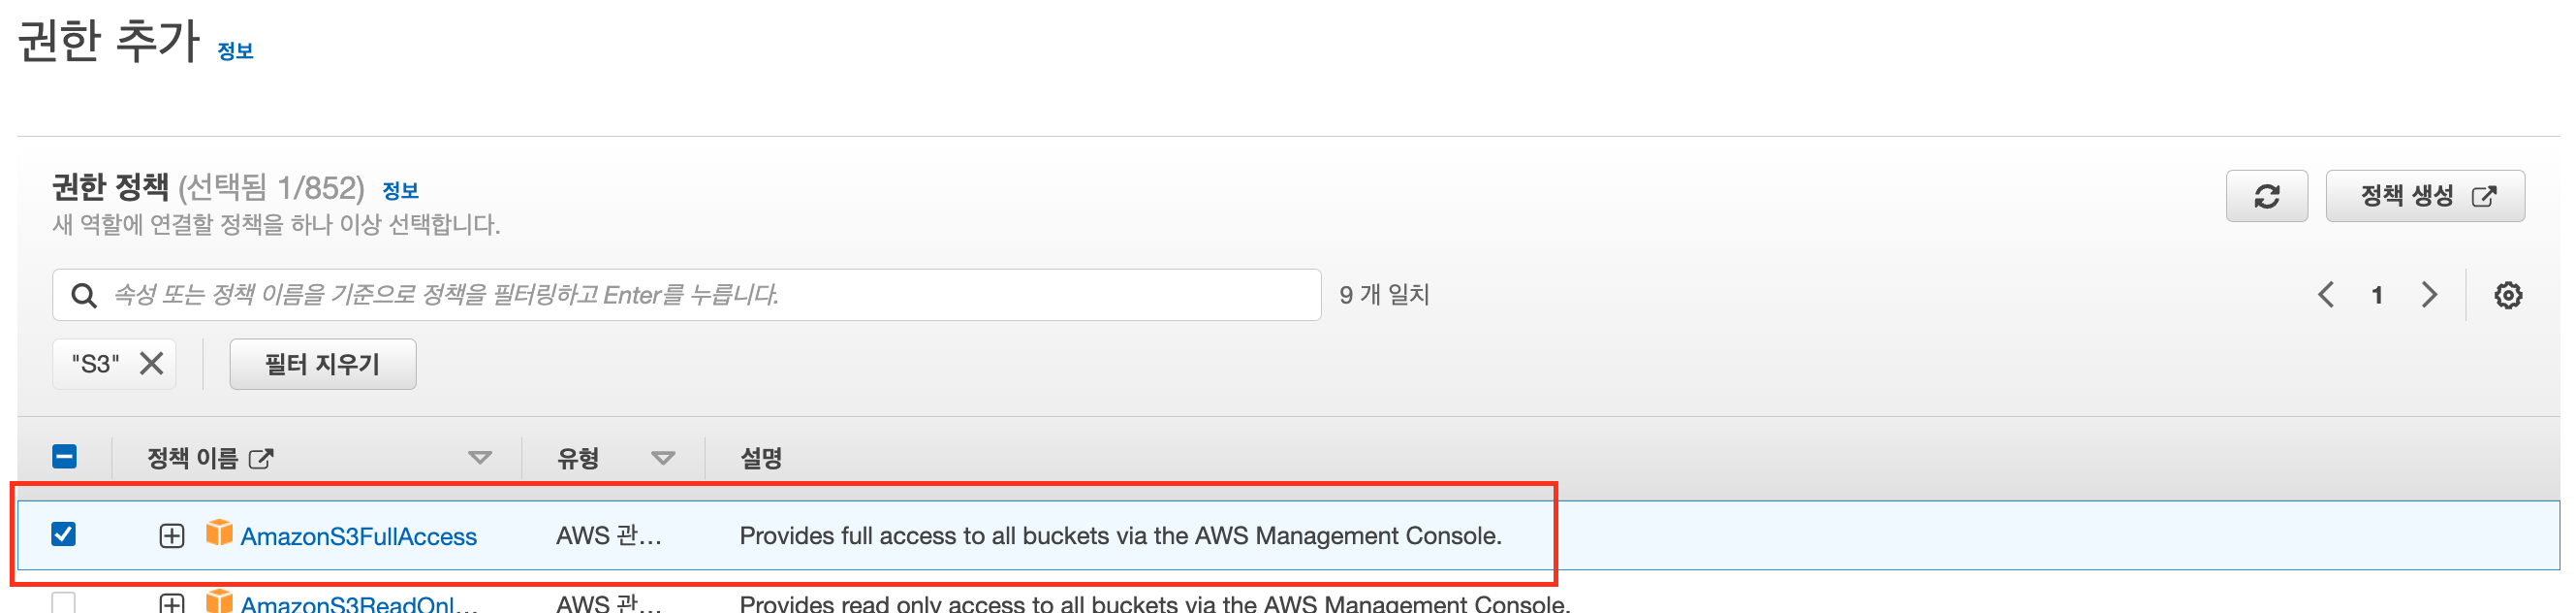 권한 추가 정보
권한 정책 (선택됨 1/852) 정보
새 역할에 연결할 정책을 하나 이상 선택합니다.
정책 생성
속성 또는 정책 이름을 기준으로 정책을 필터링하고 Enter를 누릅니다.
9 개 일치
1
"S3"
필터 지우기
정책 이름 유형 설명
AmazonS3FullAccess AWS 관... Provides full access to all buckets via the AWS Management Console.
AmazonS3ReadOnl... AWS 관... Provides read only access to all buckets via the AWS Management Console.